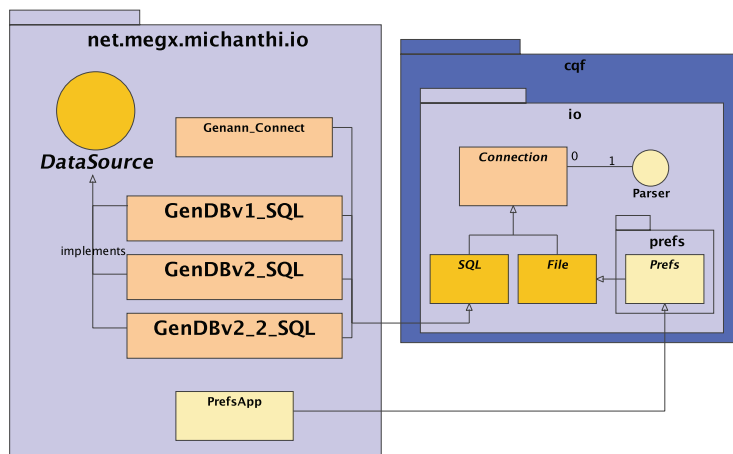 net.megx.michanthi.io
DataSource
Genann_Connect
GenDBv1_SQL
implements
GenDBv2_SQL
GenDBv2_2_SQL
PrefsApp
cqf
io
Connection
0
1
Parser
prefs
SQL
File
Prefs